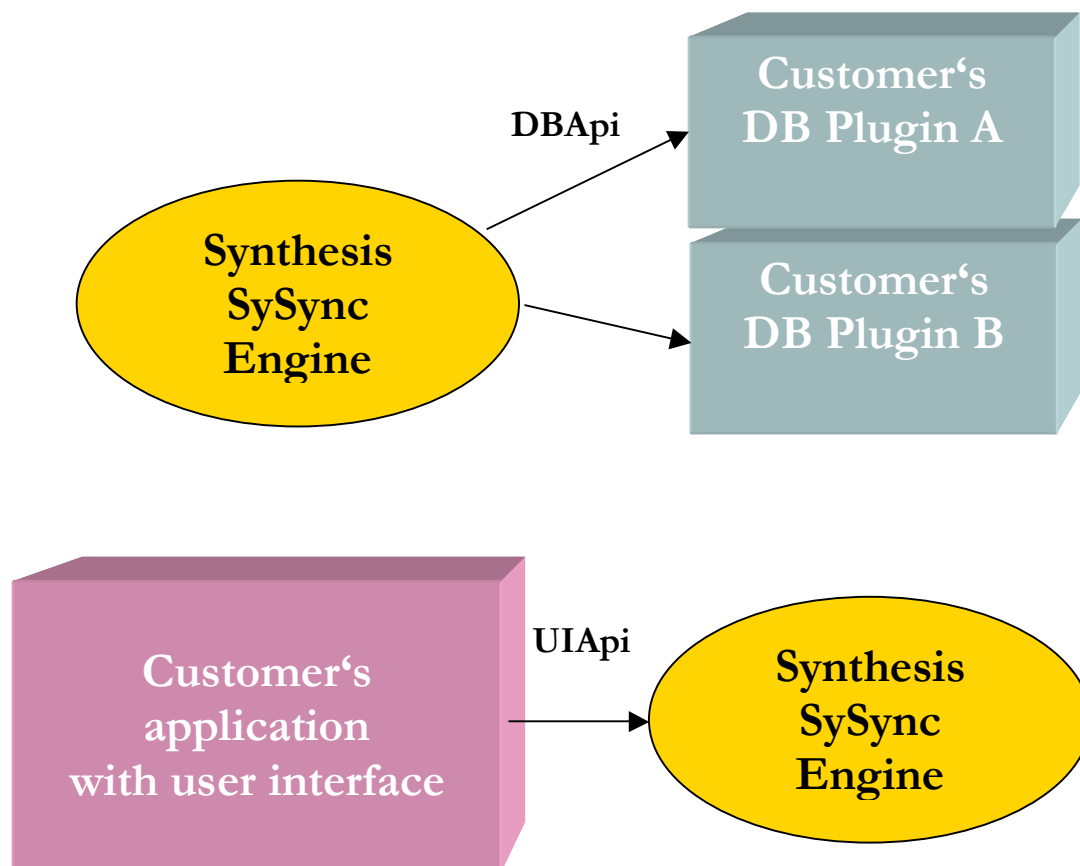 Customer‘s
DB Plugin A
DBApi
Synthesis
SySync
Engine
Customer‘s
DB Plugin B
UIApi
Customer‘s
application
with user interface
Synthesis
SySync
Engine